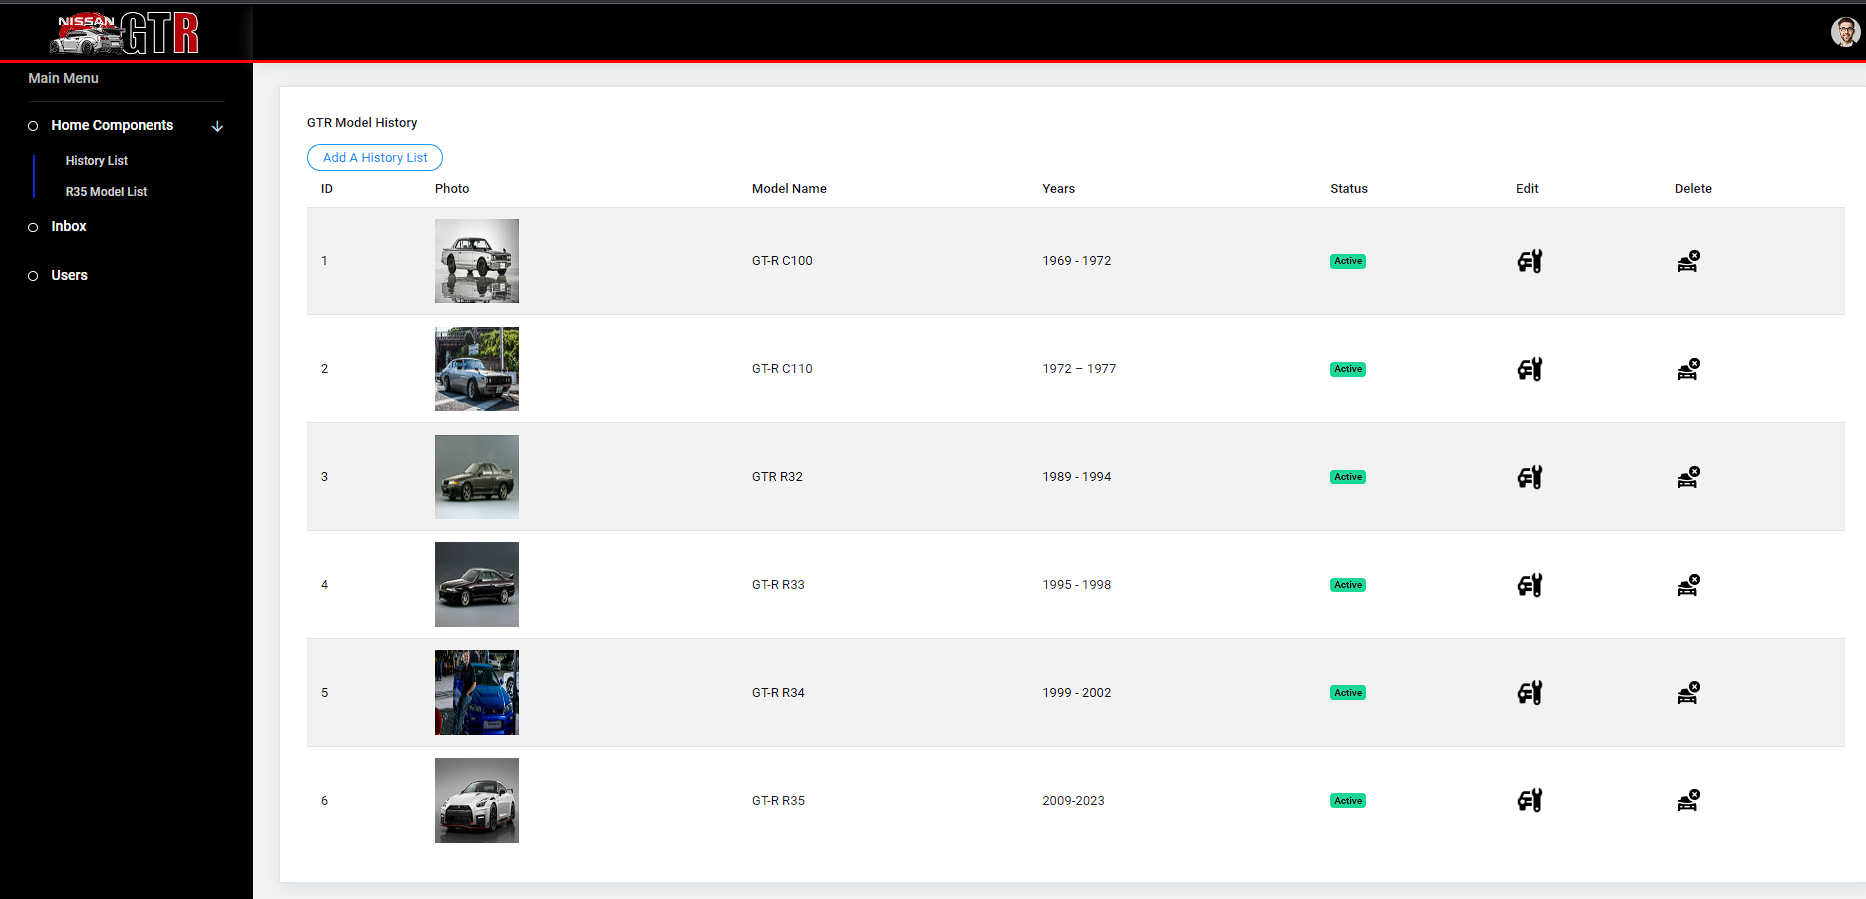 NISSAN GTR
Main Menu
Home Components
History List
R35 Model List
Inbox
Users
GTR Model History
Add A History List
ID Photo Model Name Years Status Edit Delete
1 GT-R C100 1969 - 1972 Active
2 GT-R C110 1972 – 1977 Active
3 GTR R32 1989 - 1994 Active
4 GT-R R33 1995 - 1998 Active
5 GT-R R34 1999 - 2002 Active
6 GT-R R35 2009-2023 Active